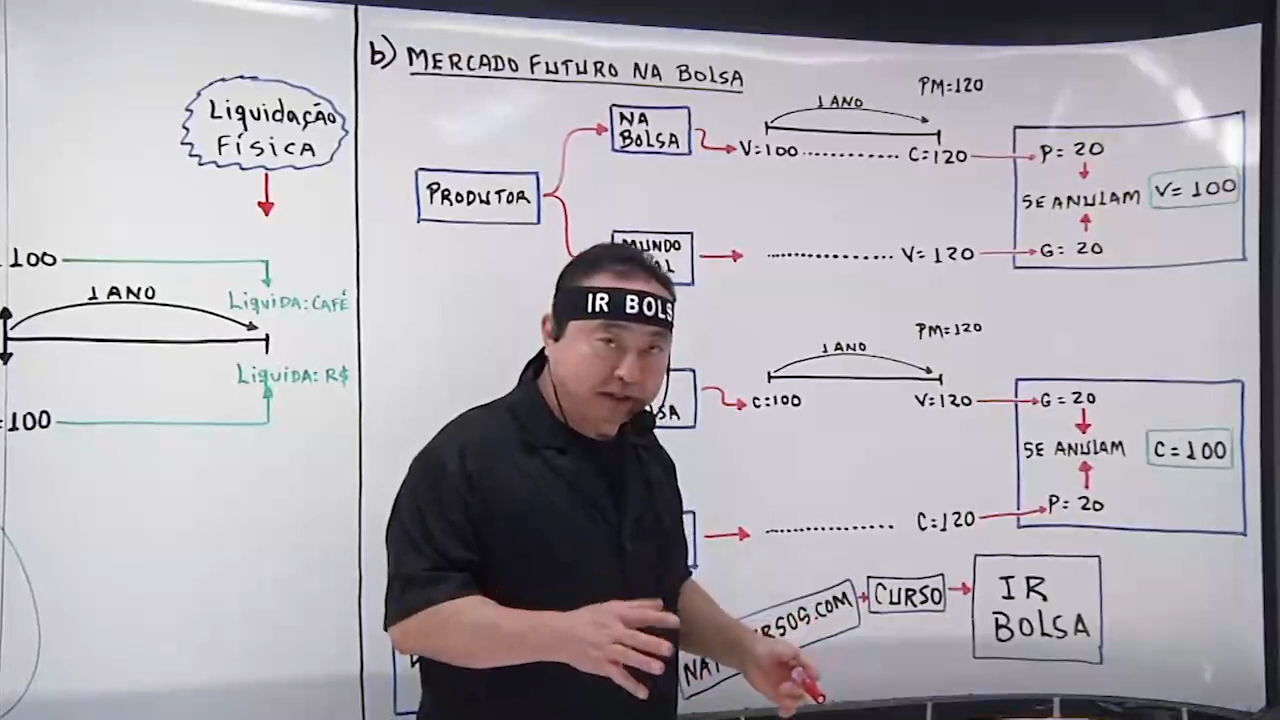 Liquidação
Física
100
1 ANO
Liquida: CAFÉ
Liquida: R$
=100
b) MERCADO FUTURO NA BOLSA
PRODUTOR
NA
BOLSA
V=100
1 ANO
C=120
PM=120
P= 20
SE ANULAM
V= 100
G= 20
MUNDO
V= 120
IR BOLS
C=100
1 ANO
V=120
PM=120
G= 20
SE ANULAM
C=100
P= 20
C=120
.COM
CURSO
IR
BOLSA